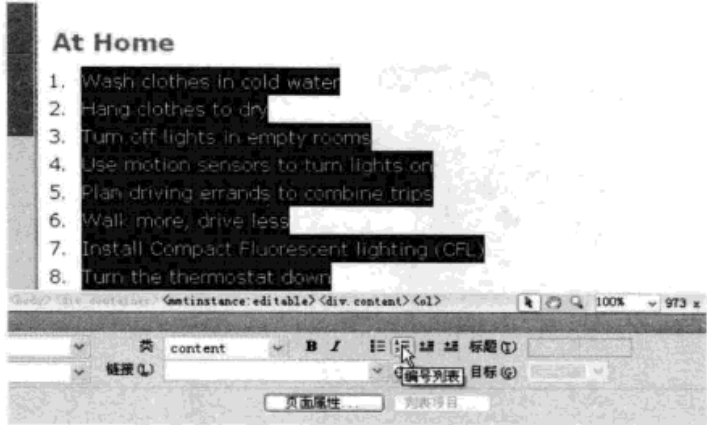 At Home
1. Wash clothes in cold water
2. Hang clothes to dry
3. Turn off lights in empty rooms
4. Use motion sensors to turn lights on
5. Plan driving errands to combine trips
6. Walk more, drive less
7. Install Compact Fluorescent lighting (CFL)
8. Turn the thermostat down
<body> <div.container> <mmtinstance:editable> <div.content> <ol> 100% 973 x
类 content B I 标题(T)
链接(L) 编号列表 目标(G)
页面属性... 列表项目...